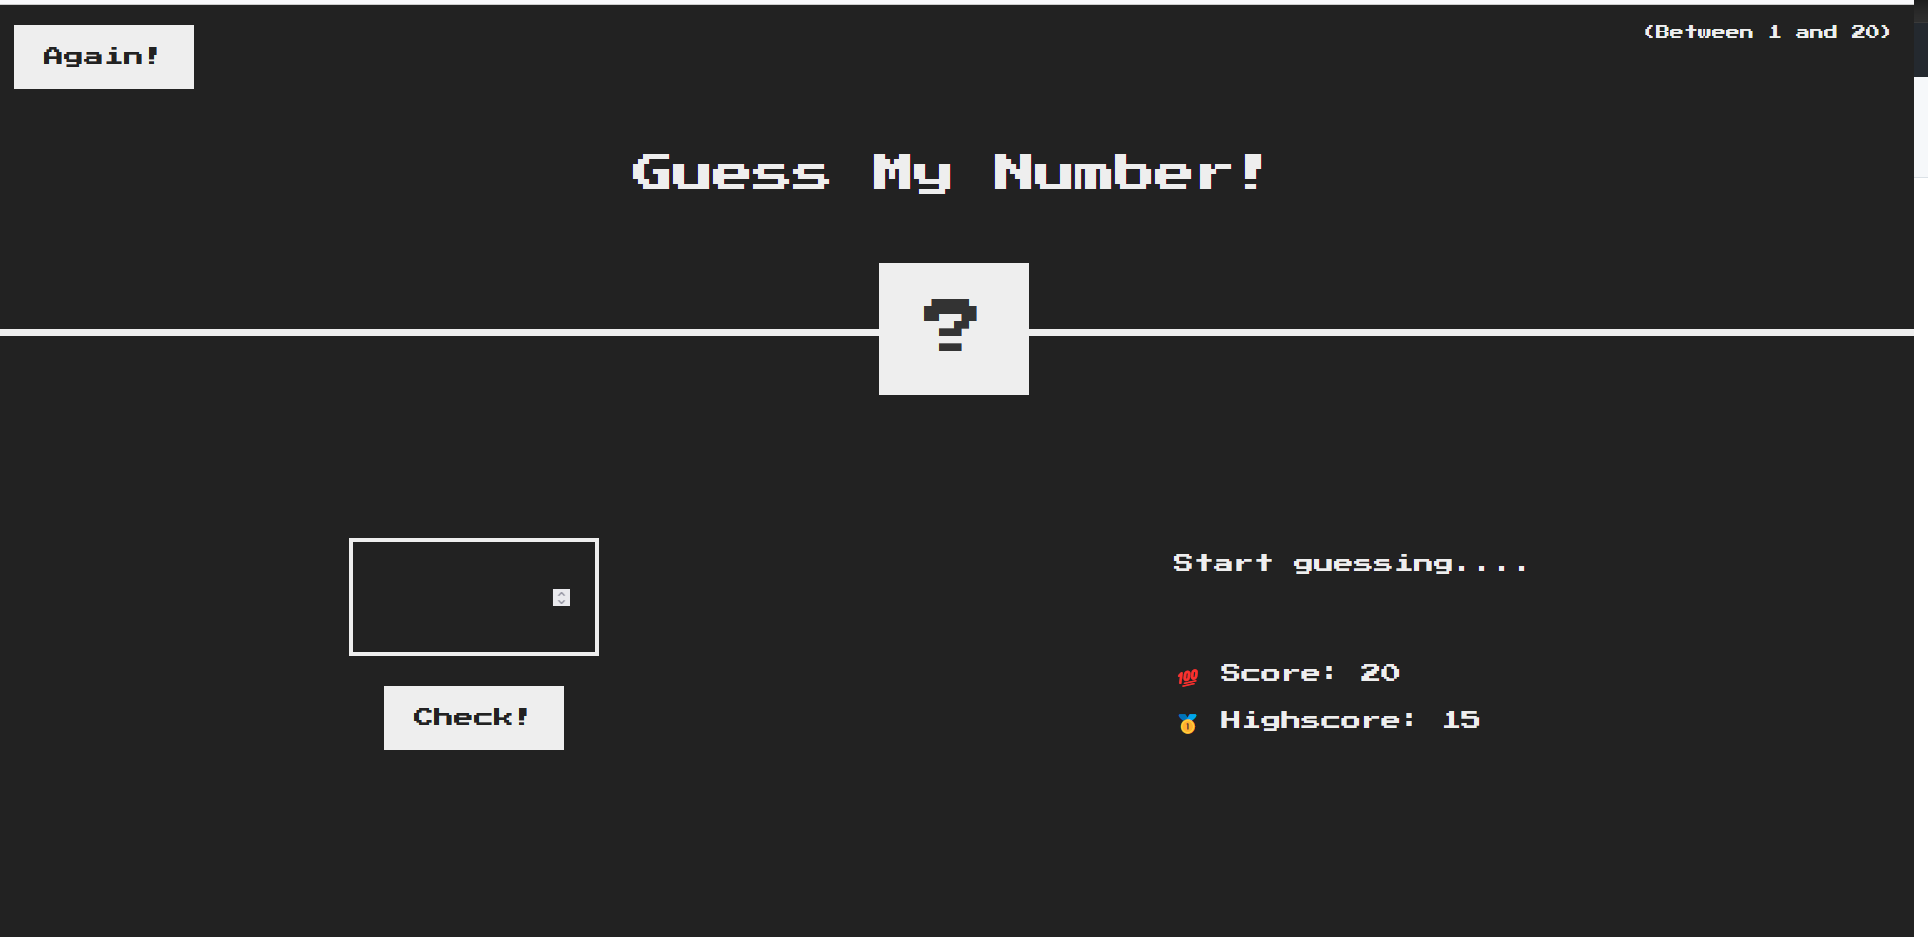 Again!
(Between 1 and 20)
Guess My Number!
?
Start guessing....
💯 Score: 20
🥇 Highscore: 15
Check!